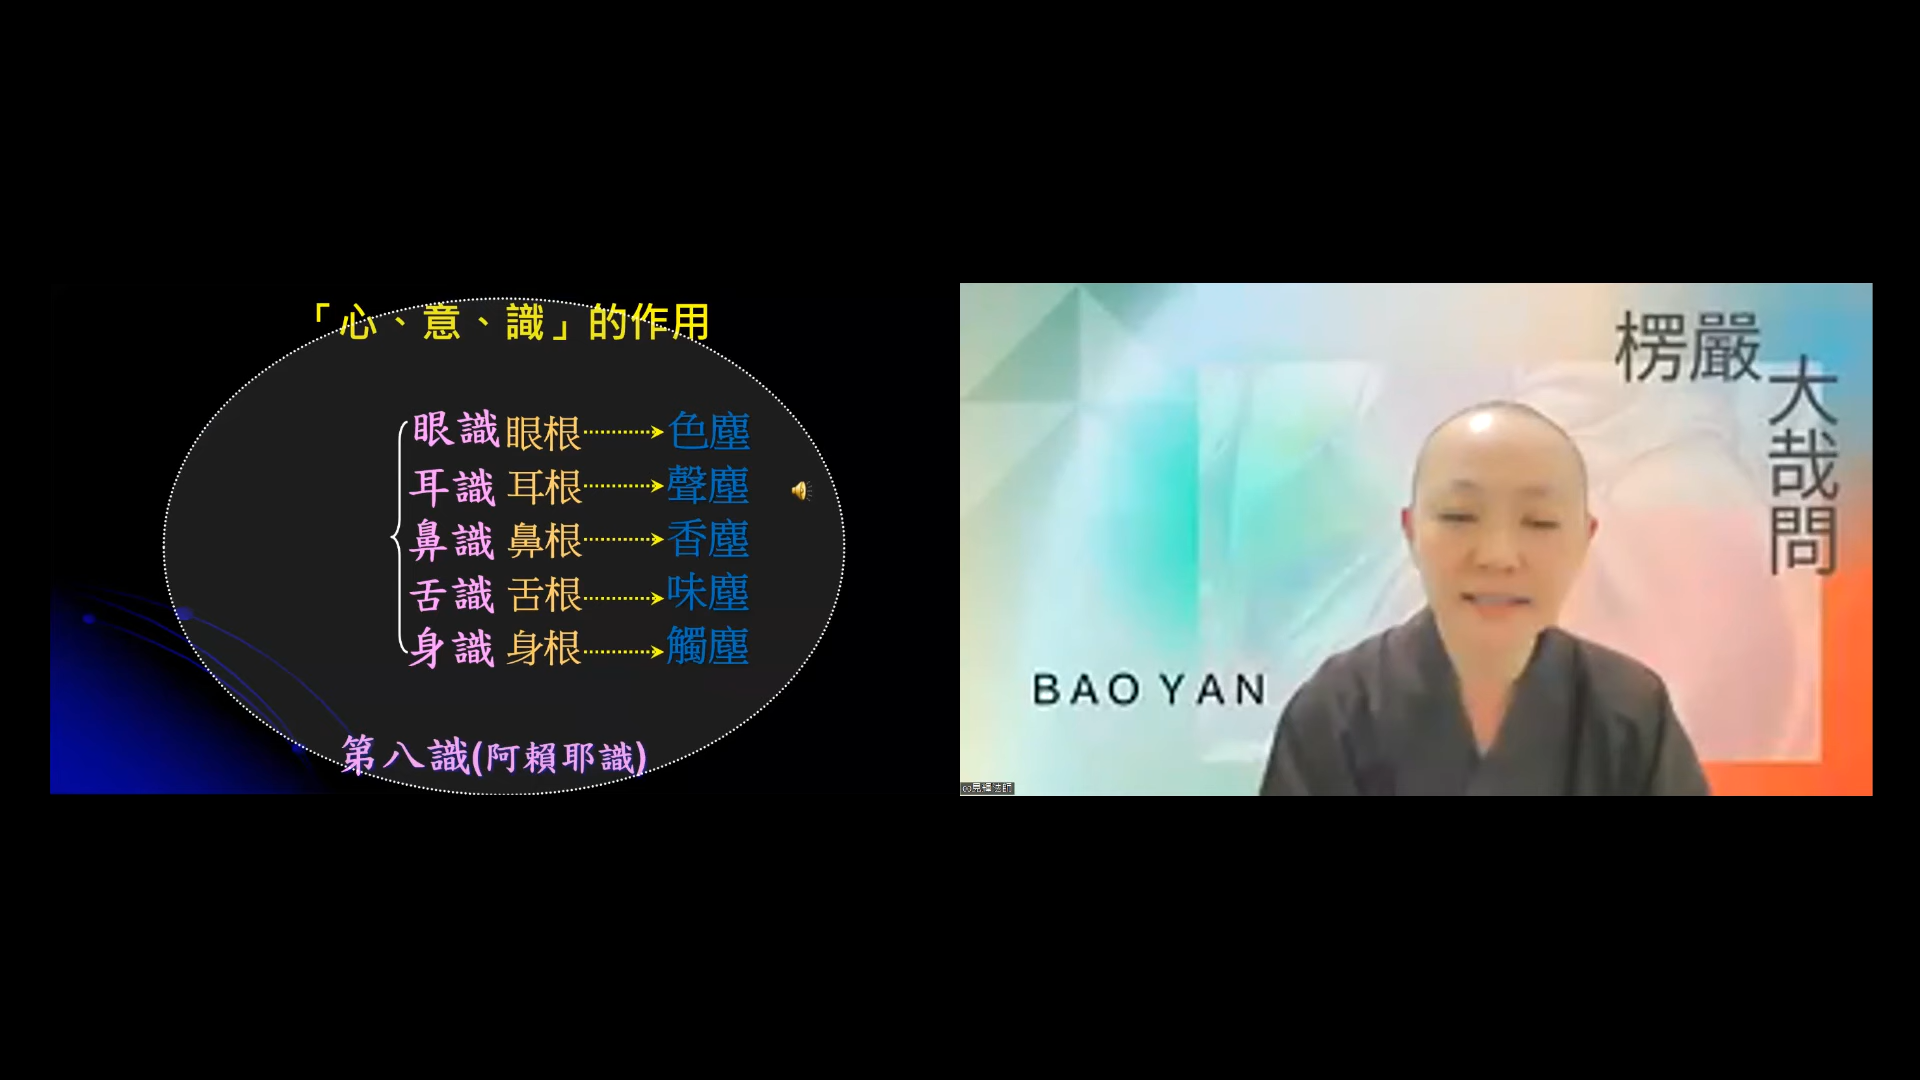 「心、意、識」的作用
眼識 眼根 色塵
耳識 耳根 聲塵
鼻識 鼻根 香塵
舌識 舌根 味塵
身識 身根 觸塵
第八識(阿賴耶識)
楞嚴
大哉問
BAO YAN